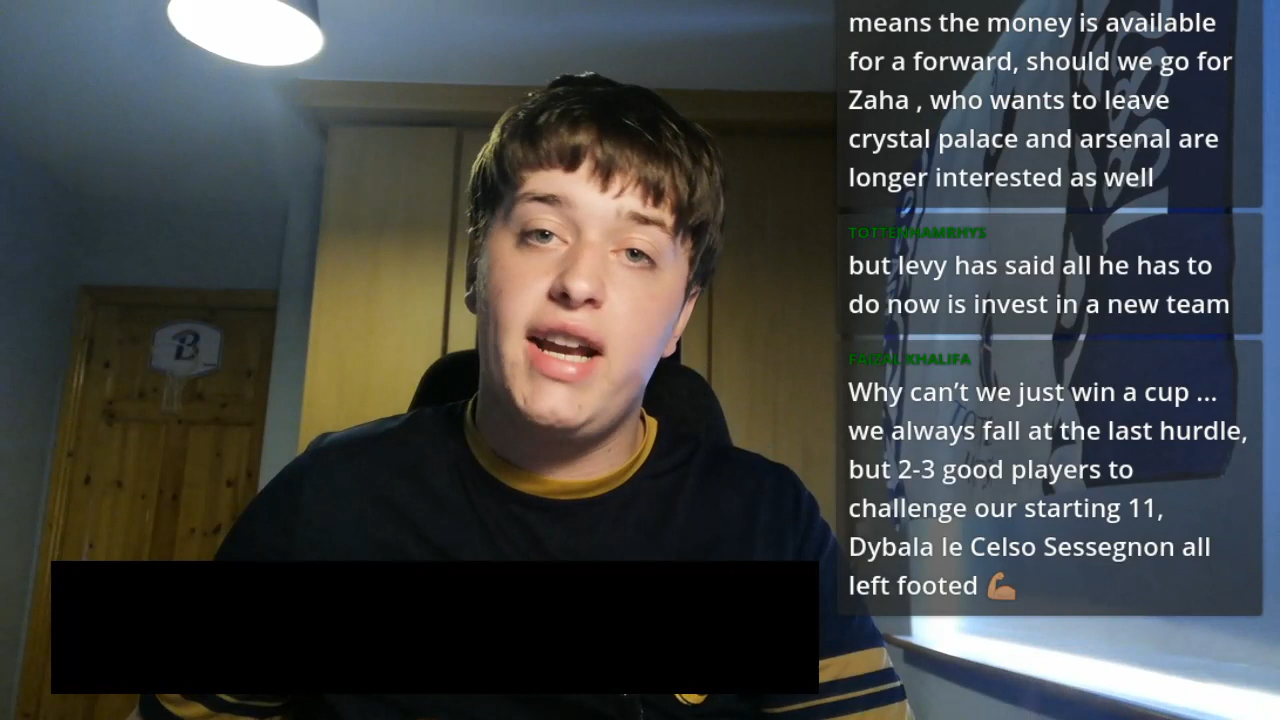 means the money is available
for a forward, should we go for
Zaha , who wants to leave
crystal palace and arsenal are
longer interested as well
TOTTENHAMRHYS
but levy has said all he has to
do now is invest in a new team
FAIZAL KHALIFA
Why can’t we just win a cup ...
we always fall at the last hurdle,
but 2-3 good players to
challenge our starting 11,
Dybala le Celso Sessegnon all
left footed 💪🏽
B